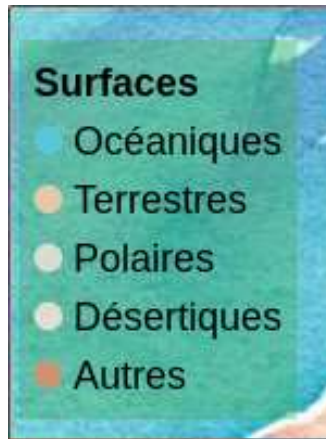 Surfaces
Océaniques
Terrestres
Polaires
Désertiques
Autres